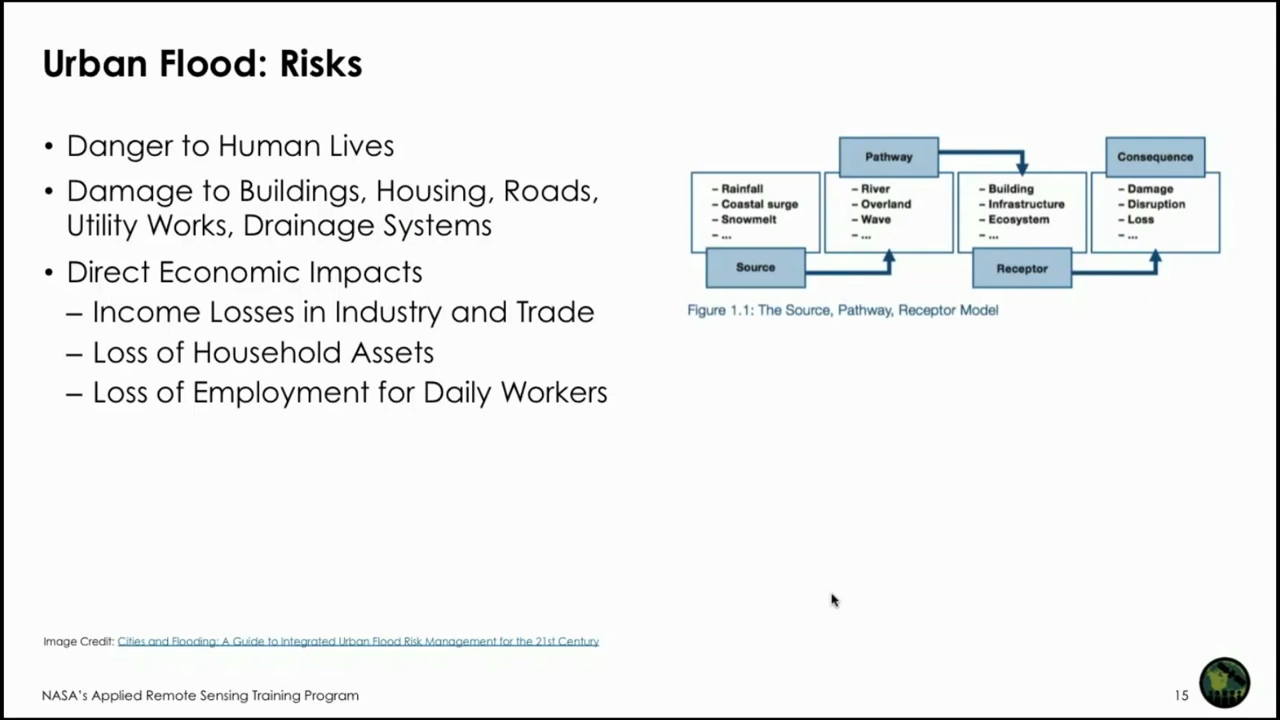 Urban Flood: Risks
• Danger to Human Lives
• Damage to Buildings, Housing, Roads,
Utility Works, Drainage Systems
• Direct Economic Impacts
– Income Losses in Industry and Trade
– Loss of Household Assets
– Loss of Employment for Daily Workers
– Rainfall
– Coastal surge
– Snowmelt
– ...
Source
Pathway
– River
– Overland
– Wave
– ...
– Building
– Infrastructure
– Ecosystem
– ...
Receptor
Consequence
– Damage
– Disruption
– Loss
– ...
Figure 1.1: The Source, Pathway, Receptor Model
Image Credit: Cities and Flooding: A Guide to Integrated Urban Flood Risk Management for the 21st Century
NASA's Applied Remote Sensing Training Program
15